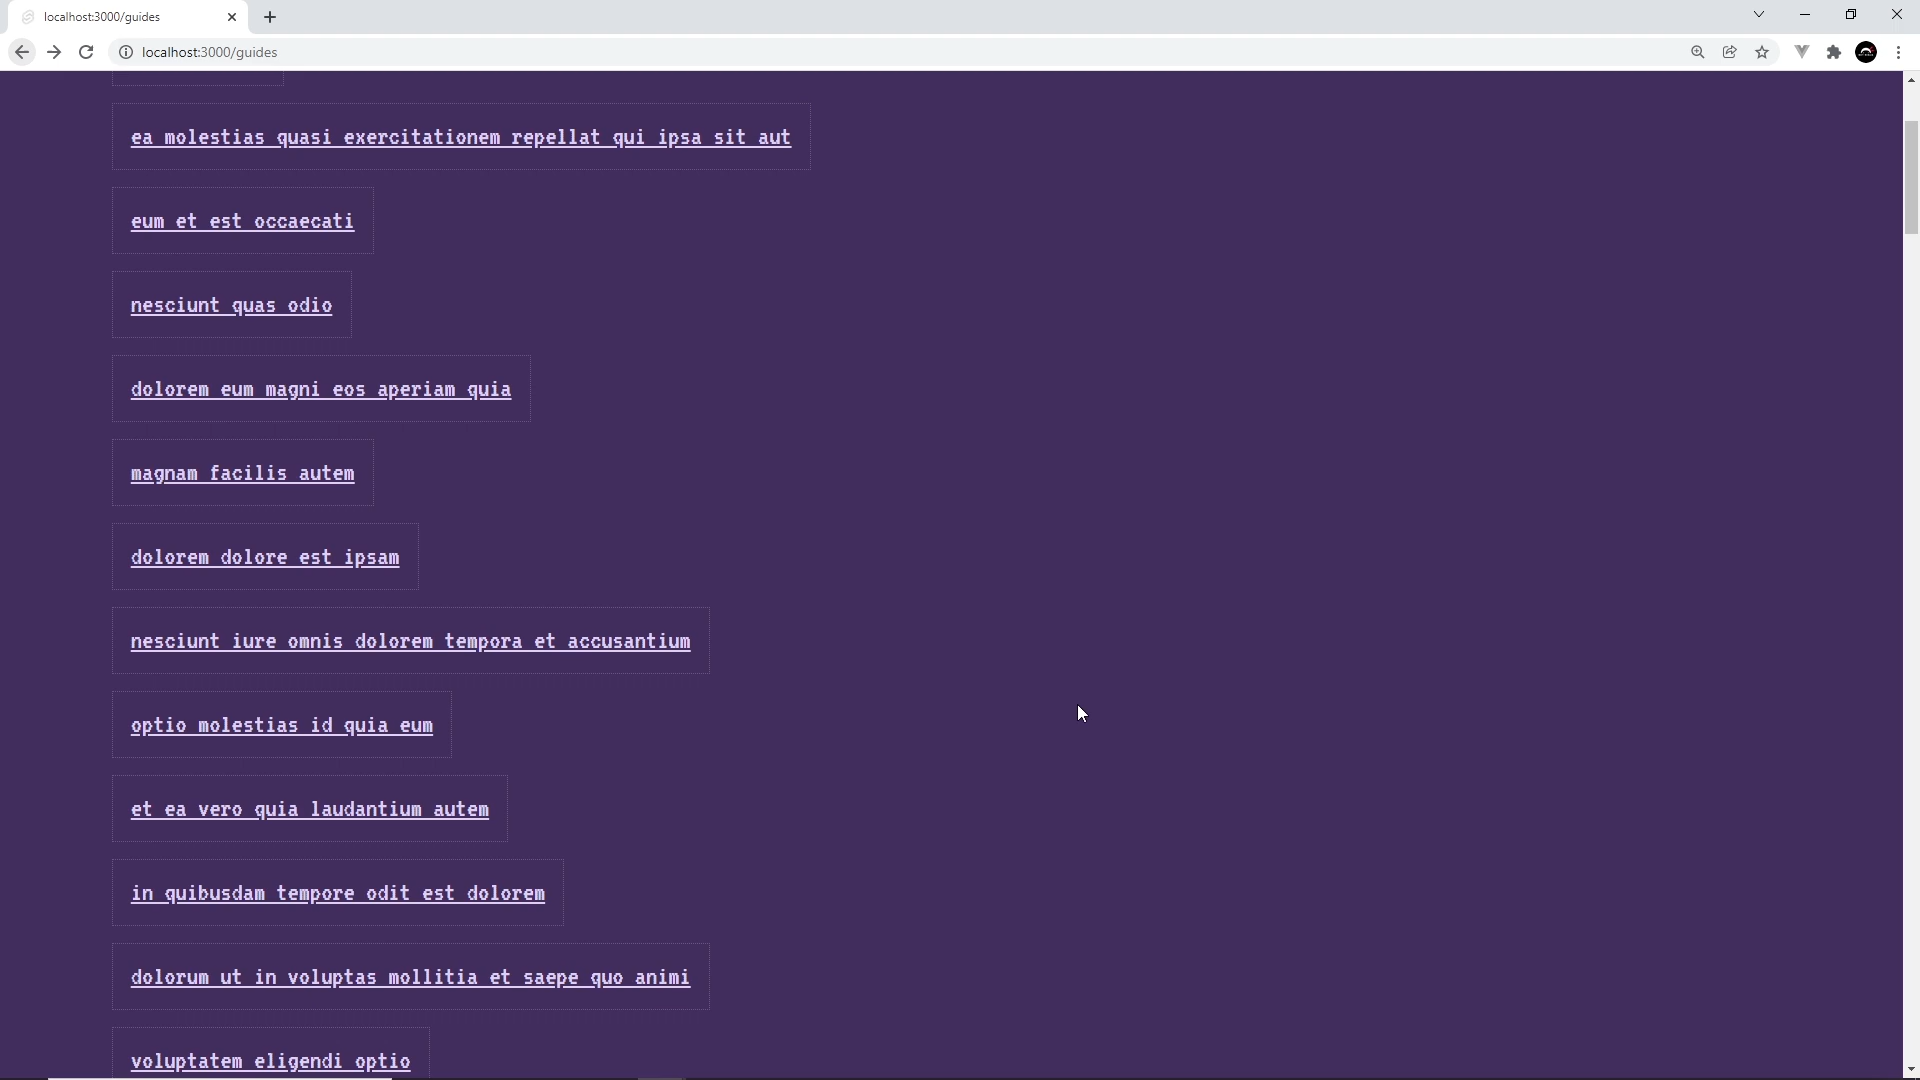 localhost:3000/guides
localhost:3000/guides
ea molestias quasi exercitationem repellat qui ipsa sit aut
eum et est occaecati
nesciunt quas odio
dolorem eum magni eos aperiam quia
magnam facilis autem
dolorem dolore est ipsam
nesciunt iure omnis dolorem tempora et accusantium
optio molestias id quia eum
et ea vero quia laudantium autem
in quibusdam tempore odit est dolorem
dolorum ut in voluptas mollitia et saepe quo animi
voluptatem eligendi optio